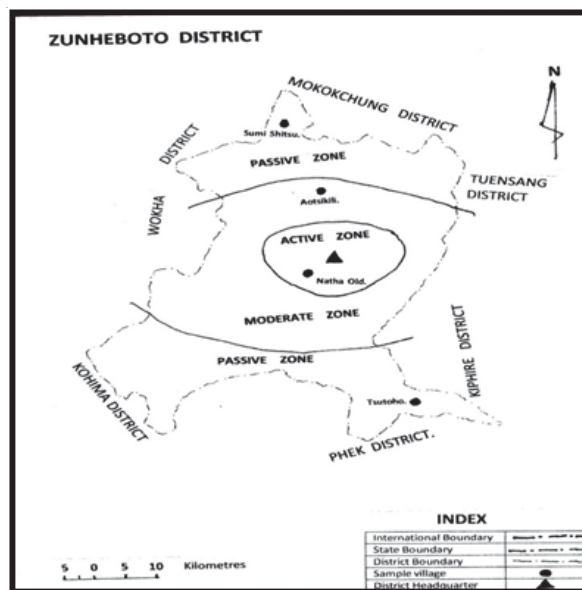 ZUNHEBOTO DISTRICT
N
MOKOKCHUNG DISTRICT
Sumi Shitsu.
DISTRICT
PASSIVE ZONE
TUENSANG
DISTRICT
WOKHA
Aotsikili.
ACTIVE ZONE
Natha Old.
MODERATE ZONE
PASSIVE ZONE
KIPHIRE DISTRICT
KOHIMA DISTRICT
Tsutoho.
PHEK DISTRICT.
INDEX
International Boundary
State Boundary
District Boundary
Sample village
District Headquarter
5 0 5 10 Kilometres